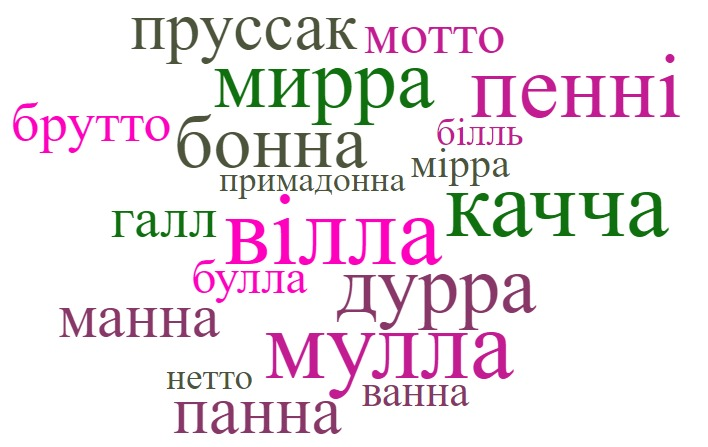 пруссак
мотто
мирра
пенні
брутто
бонна
білль
мірра
примадонна
галл
вілла
качча
булла
дурра
манна
мулла
нетто
ванна
панна